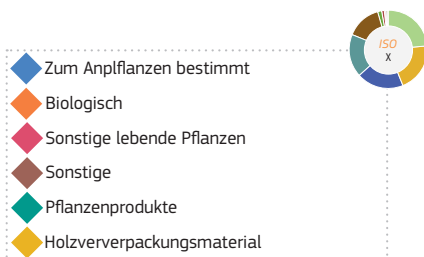 ISO
X
Zum Anplflanzen bestimmt
Biologisch
Sonstige lebende Pflanzen
Sonstige
Pflanzenprodukte
Holzververpackungsmaterial